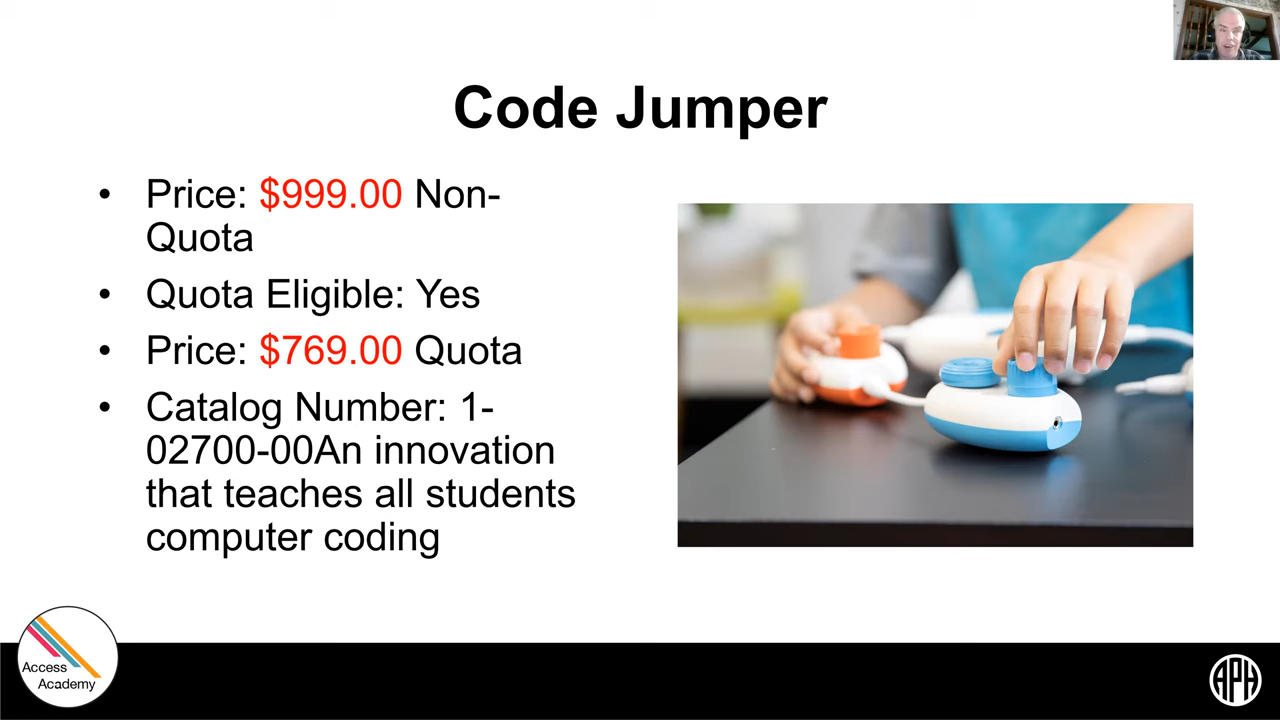 Code Jumper
• Price: $999.00 Non-
Quota
• Quota Eligible: Yes
• Price: $769.00 Quota
• Catalog Number: 1-
02700-00An innovation
that teaches all students
computer coding
Access
Academy
APH